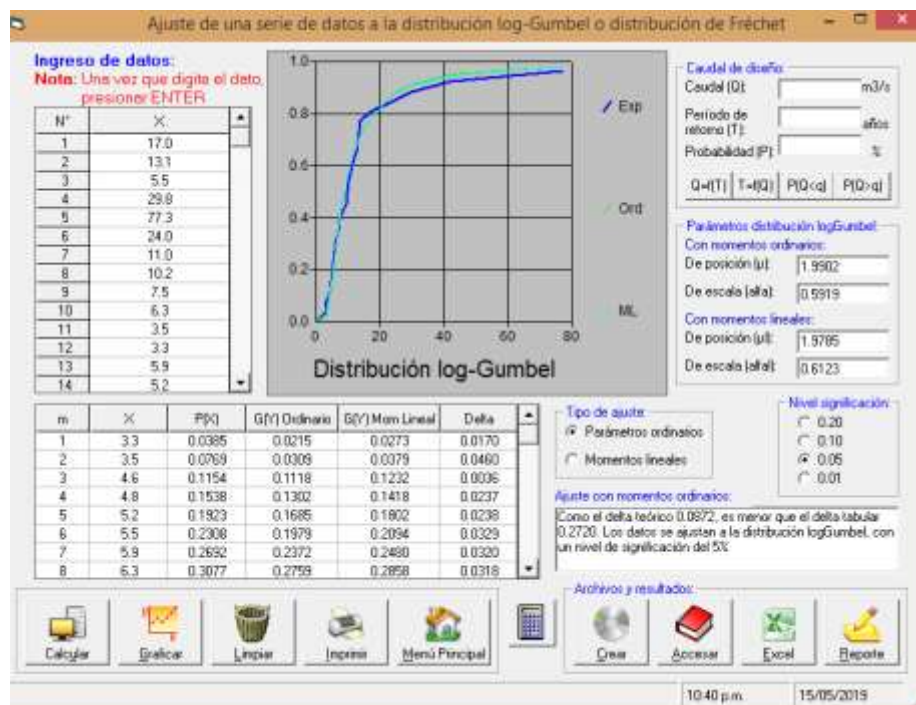 Ajuste de una serie de datos a la distribución log-Gumbel o distribución de Fréchet
Ingreso de datos:
Nota: Una vez que digite el dato,
presionar ENTER
N° X
1 17.0
2 13.1
3 5.5
4 29.8
5 77.3
6 24.0
7 11.0
8 10.2
9 7.5
10 6.3
11 3.5
12 3.3
13 5.9
14 5.2
1.0
0.8
0.6
0.4
0.2
0.0
0 20 40 60 80
Exp
Ord
ML
Distribución log-Gumbel
Caudal de diseño:
Caudal (Q): m3/s
Período de
retorno (T): años
Probabilidad (P): %
Q=f(T) T=f(Q) P(Q<q) P(Q>q)
Parámetros distribución logGumbel:
Con momentos ordinarios:
De posición (µ): 1.9902
De escala (alfa): 0.5919
Con momentos lineales:
De posición (µl): 1.9785
De escala (alfal): 0.6123
m X P(X) G(Y) Ordinario G(Y) Mom Lineal Delta
1 3.3 0.0385 0.0215 0.0273 0.0170
2 3.5 0.0769 0.0309 0.0379 0.0460
3 4.6 0.1154 0.1118 0.1232 0.0036
4 4.8 0.1538 0.1302 0.1418 0.0237
5 5.2 0.1923 0.1685 0.1802 0.0238
6 5.5 0.2308 0.1979 0.2094 0.0329
7 5.9 0.2692 0.2372 0.2480 0.0320
8 6.3 0.3077 0.2759 0.2858 0.0318
Tipo de ajuste:
Parámetros ordinarios
Momentos lineales
Nivel significación:
0.20
0.10
0.05
0.01
Ajuste con momentos ordinarios:
Como el delta teórico 0.0872, es menor que el delta tabular
0.2720. Los datos se ajustan a la distribución logGumbel, con
un nivel de significación del 5%
Calcular Graficar Limpiar Imprimir Menú Principal
Archivos y resultados:
Crear Accesar Excel Reporte
10:40 p.m. 15/05/2019